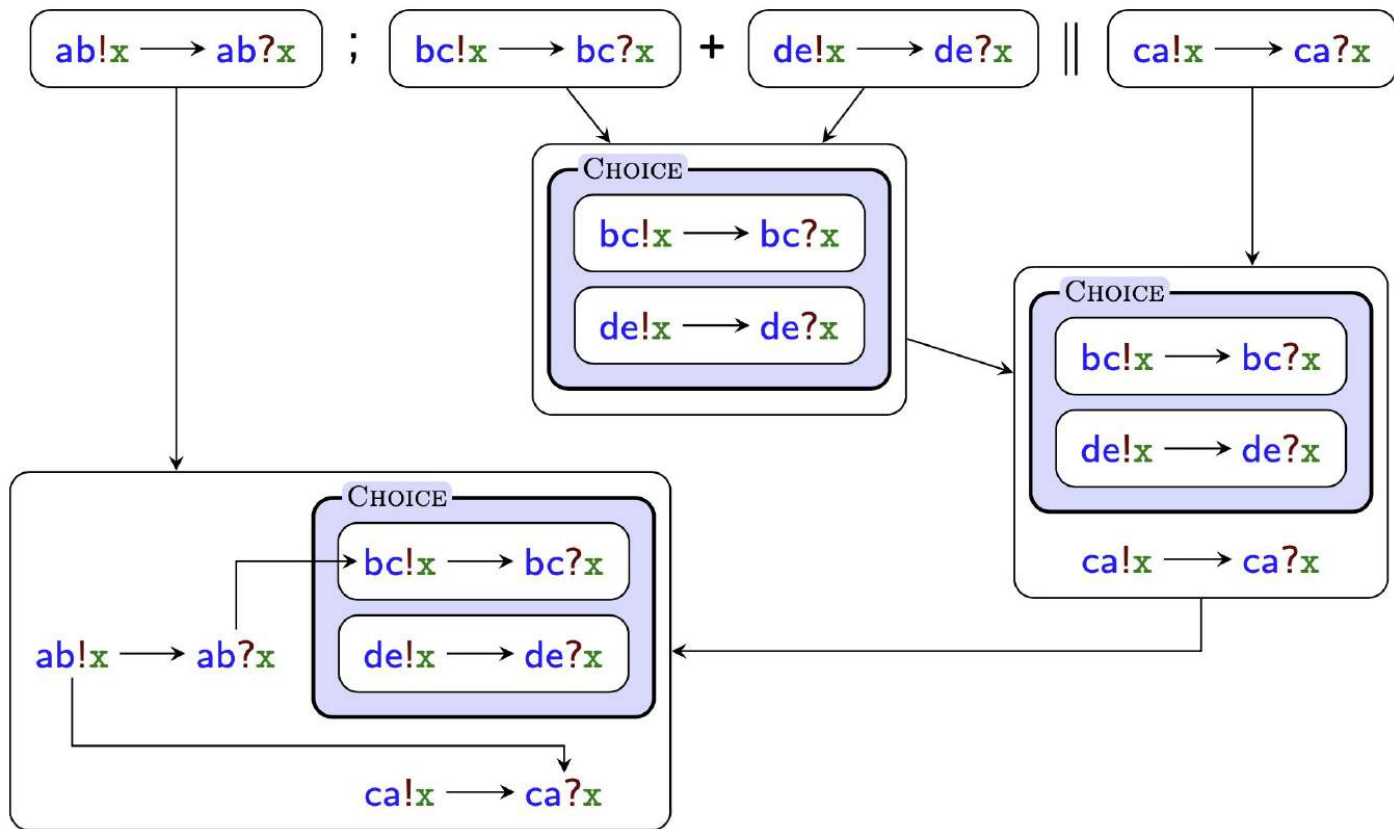 ab!x → ab?x ; bc!x → bc?x + de!x → de?x || ca!x → ca?x
CHOICE
bc!x → bc?x
de!x → de?x
CHOICE
bc!x → bc?x
de!x → de?x
ca!x → ca?x
CHOICE
bc!x → bc?x
ab!x → ab?x
de!x → de?x
ca!x → ca?x